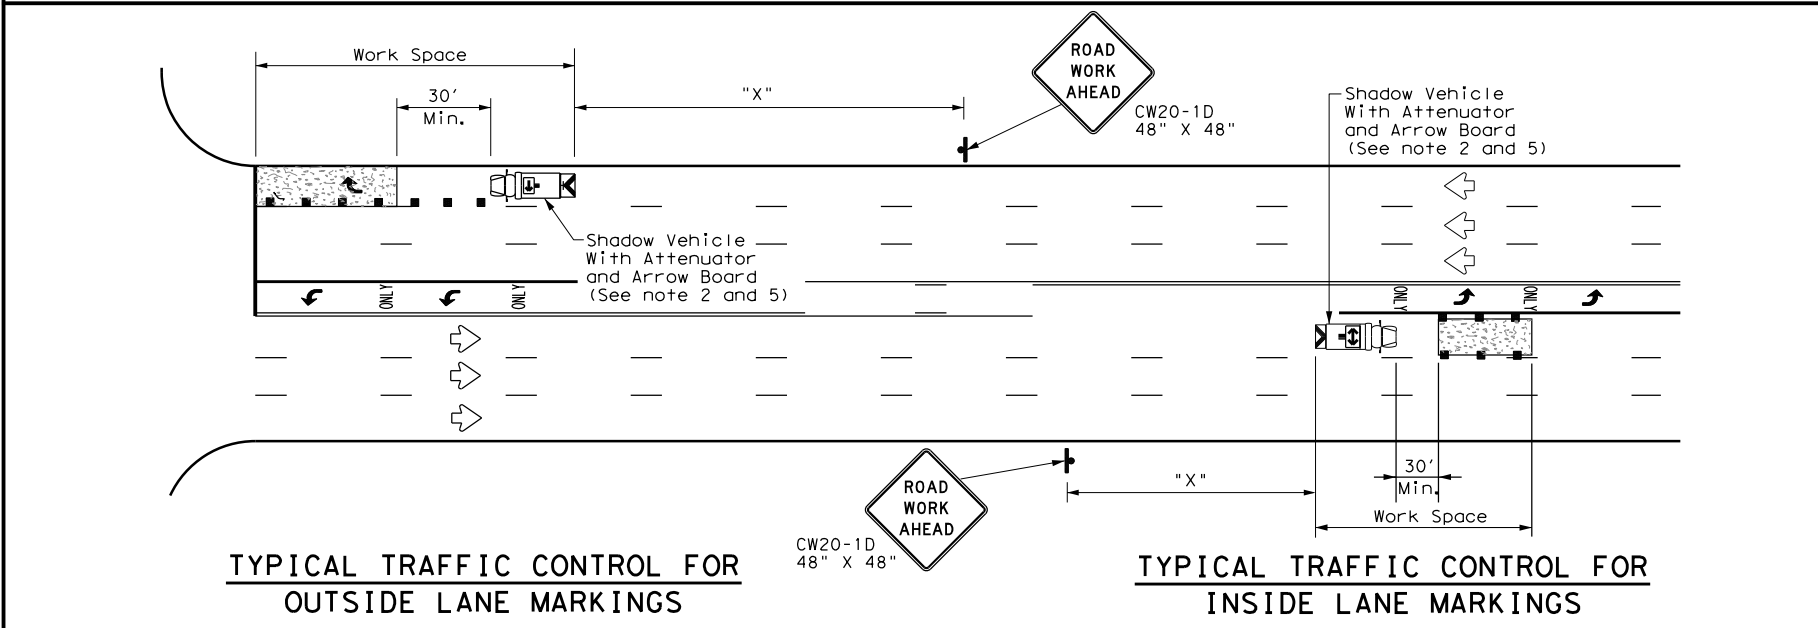 Work Space
30'
Min.
"X"
ROAD
WORK
AHEAD
CW20-1D
48" X 48"
Shadow Vehicle
With Attenuator
and Arrow Board
(See note 2 and 5)
Shadow Vehicle
With Attenuator
and Arrow Board
(See note 2 and 5)
ONLY
ONLY
ONLY
ONLY
ROAD
WORK
AHEAD
CW20-1D
48" X 48"
"X"
30'
Min.
Work Space
TYPICAL TRAFFIC CONTROL FOR
OUTSIDE LANE MARKINGS
TYPICAL TRAFFIC CONTROL FOR
INSIDE LANE MARKINGS